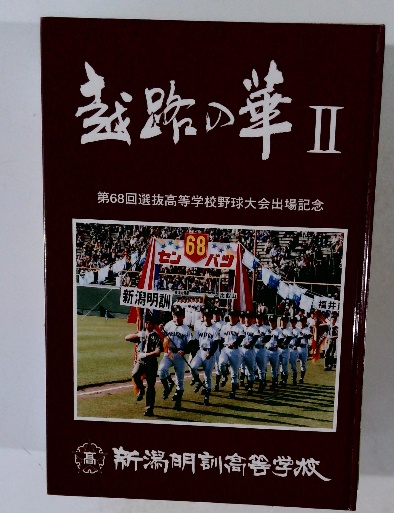 越路の華 II
第68回選抜高等学校野球大会出場記念
68
センバツ
新潟明訓
福井
高 新潟明訓高等学校